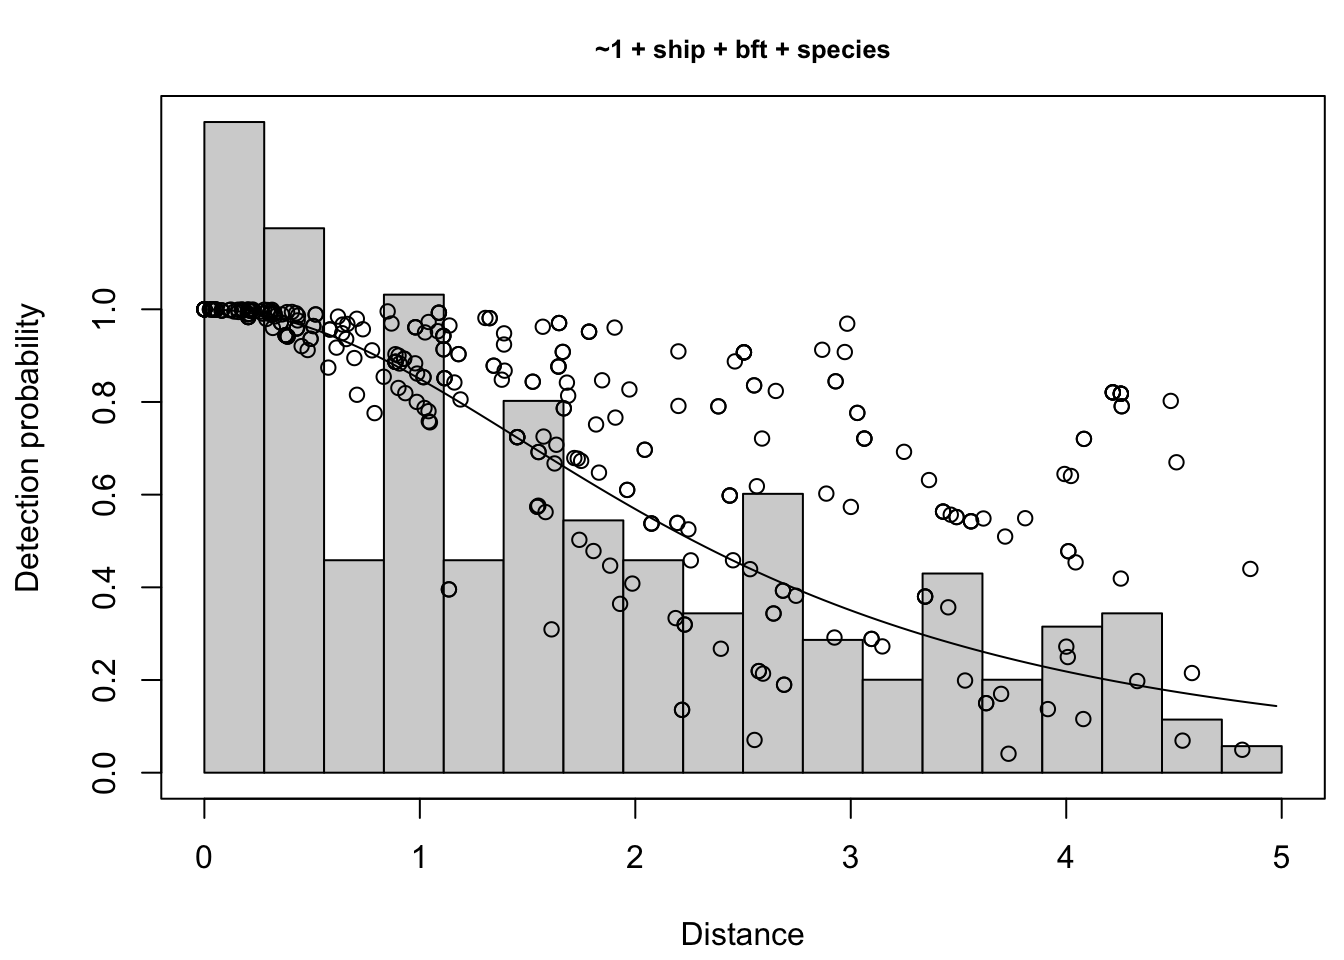 ~1 + ship + bft + species
Detection probability
1.0
0.8
0.6
0.4
0.2
0.0
0 1 2 3 4 5
Distance